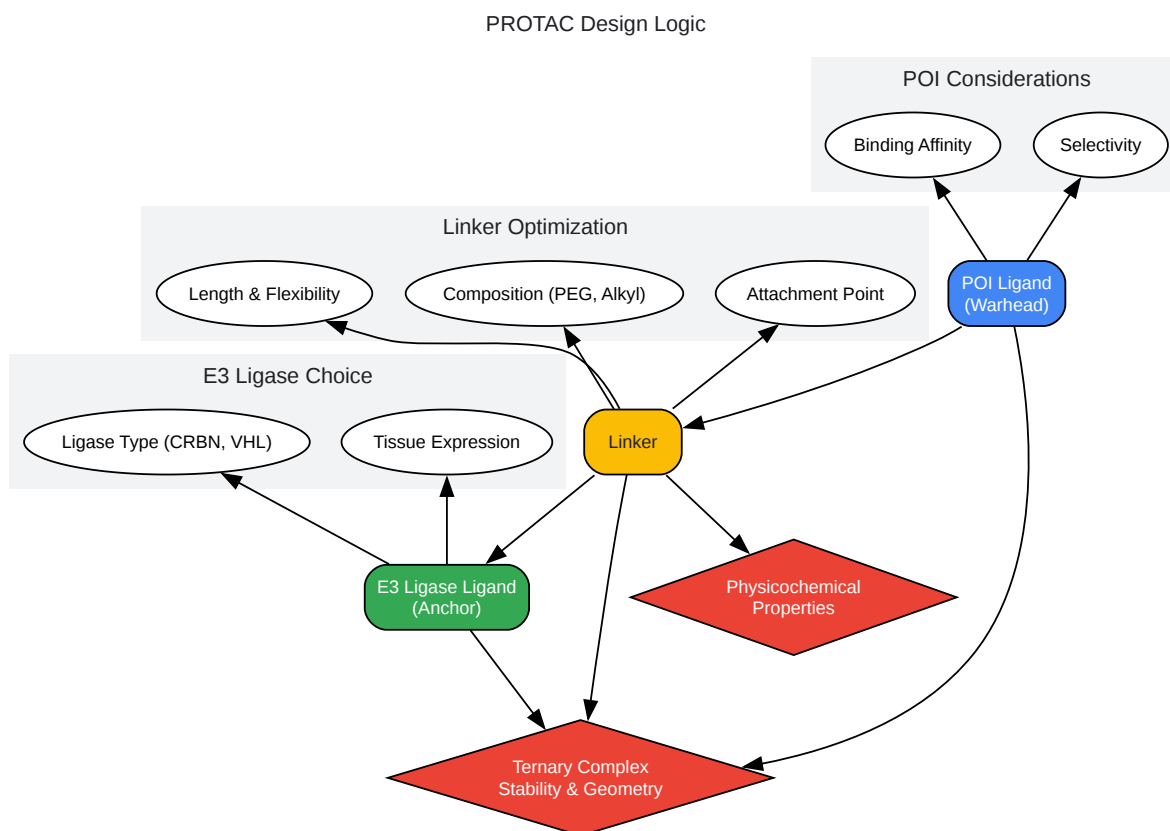 PROTAC Design Logic
POI Considerations
Binding Affinity
Selectivity
Linker Optimization
Length & Flexibility
Composition (PEG, Alkyl)
Attachment Point
POI Ligand
(Warhead)
E3 Ligase Choice
Ligase Type (CRBN, VHL)
Tissue Expression
Linker
E3 Ligase Ligand
(Anchor)
Physicochemical
Properties
Ternary Complex
Stability & Geometry